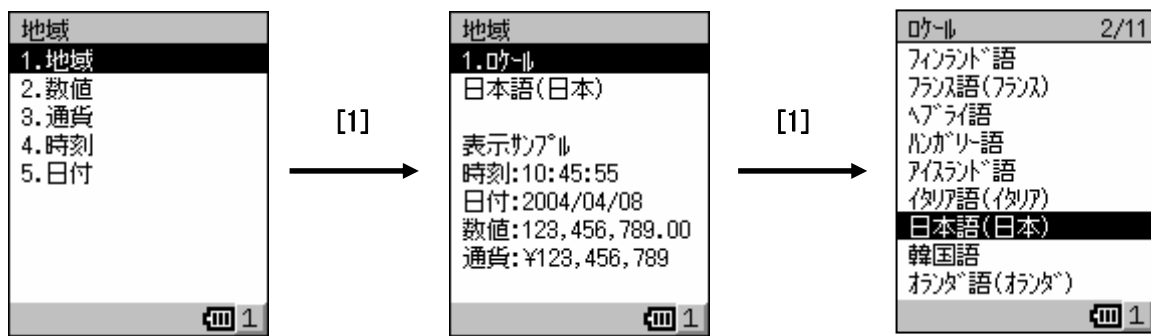 地域
1.地域
2.数値
3.通貨
4.時刻
5.日付
1
[1]
地域
1.ﾛｹｰﾙ
日本語(日本)
表示ｻﾝﾌﾟﾙ
時刻:10:45:55
日付:2004/04/08
数値:123,456,789.00
通貨:¥123,456,789
1
[1]
ﾛｹｰﾙ 2/11
ﾌｨﾝﾗﾝﾄﾞ語
ﾌﾗﾝｽ語(ﾌﾗﾝｽ)
ﾍﾌﾞﾗｲ語
ﾊﾝｶﾞﾘｰ語
ｱｲｽﾗﾝﾄﾞ語
ｲﾀﾘｱ語(ｲﾀﾘｱ)
日本語(日本)
韓国語
ｵﾗﾝﾀﾞ語(ｵﾗﾝﾀﾞ)
1